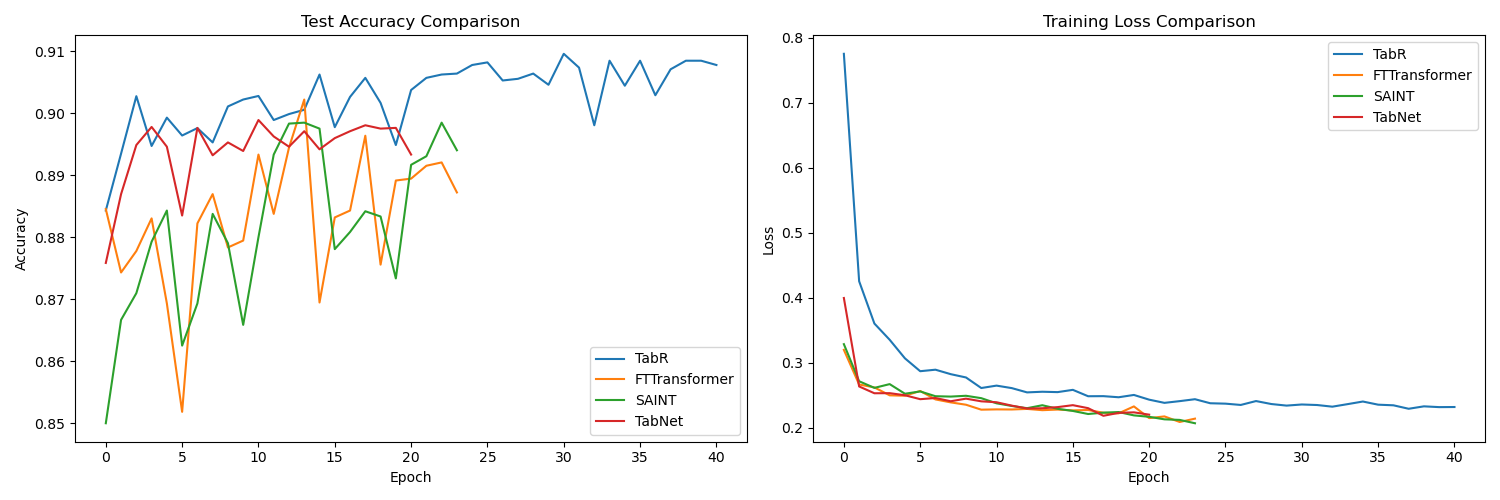 Test Accuracy Comparison
Accuracy
0.91
0.90
0.89
0.88
0.87
0.86
0.85
TabR
FTTransformer
SAINT
TabNet
0 5 10 15 20 25 30 35 40
Epoch
Training Loss Comparison
Loss
0.8
0.7
0.6
0.5
0.4
0.3
0.2
TabR
FTTransformer
SAINT
TabNet
0 5 10 15 20 25 30 35 40
Epoch